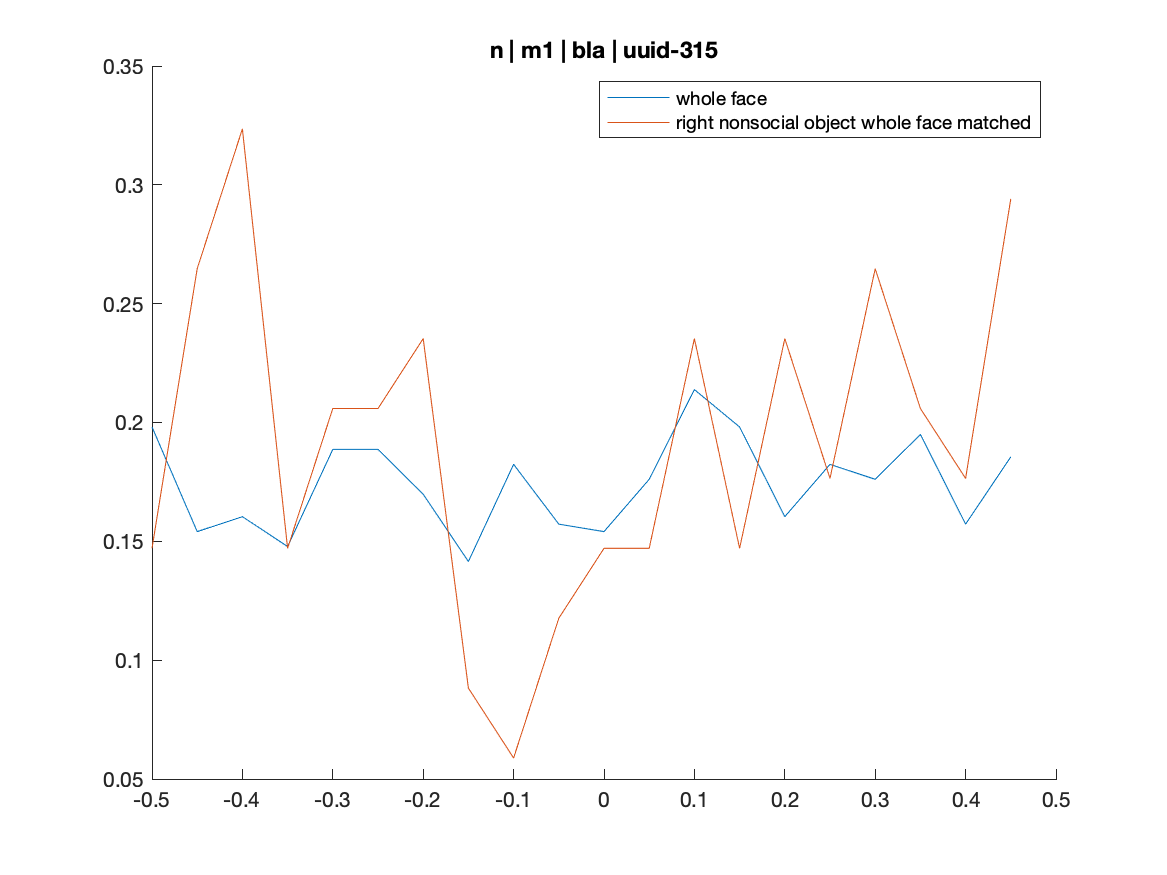 n | m1 | bla | uuid-315
whole face
right nonsocial object whole face matched
0.35
0.3
0.25
0.2
0.15
0.1
0.05
-0.5 -0.4 -0.3 -0.2 -0.1 0 0.1 0.2 0.3 0.4 0.5